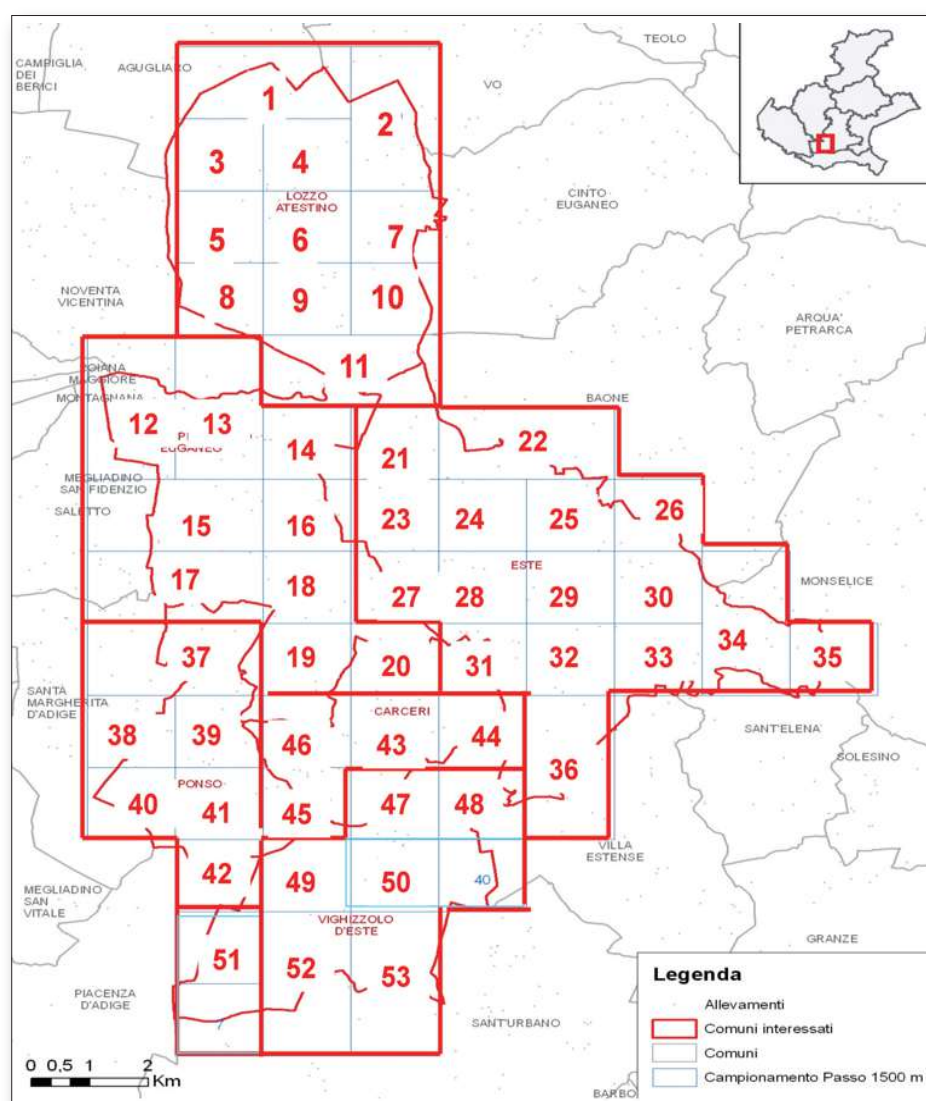 TEOLO
CAMPIGLIA
DEI
BERICI
AGUGLIARO
VO
1
2
3
4
LOZZO
ATESTINO
CINTO
EUGANEO
5
6
7
NOVENTA
VICENTINA
8
9
10
ARQUA'
PETRARCA
11
MAGGIORE
MONTAGNANA
BAONE
12
13
14
EUGANEO
21
22
MEGLIADINO
SAN FIDENZIO
SALETTO
15
16
23
24
25
26
ESTE
17
18
27
28
29
30
MONSELICE
37
19
20
31
32
33
34
35
SANTA
MARGHERITA
D'ADIGE
38
39
46
CARCERI
43
44
36
SANT'ELENA
SOLESINO
PONSO
40
41
45
47
48
VILLA
ESTENSE
MEGLIADINO
SAN
VITALE
42
49
50
40
VIGHIZZOLO
D'ESTE
GRANZE
51
52
53
PIACENZA
D'ADIGE
SANT'URBANO
Legenda
Allevamenti
Comuni interessati
Comuni
Campionamento Passo 1500 m
0 0,5 1 2
Km